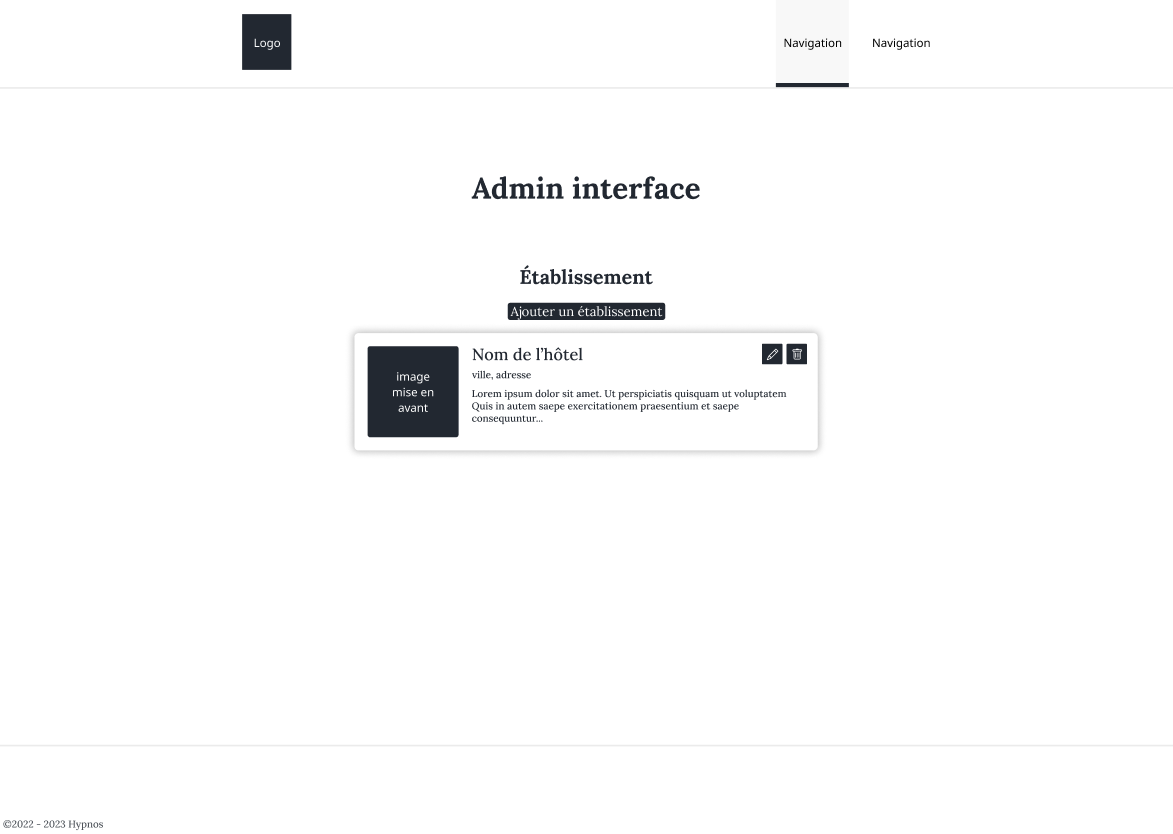 Logo
Navigation
Navigation
Admin interface
Établissement
Ajouter un établissement
image
mise en
avant
Nom de l’hôtel
ville, adresse
Lorem ipsum dolor sit amet. Ut perspiciatis quisquam ut voluptatem
Quis in autem saepe exercitationem praesentium et saepe
consequuntur...
©2022 - 2023 Hypnos